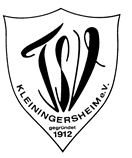 TSV
KLEININGERSHEIM e.V.
gegründet
1912